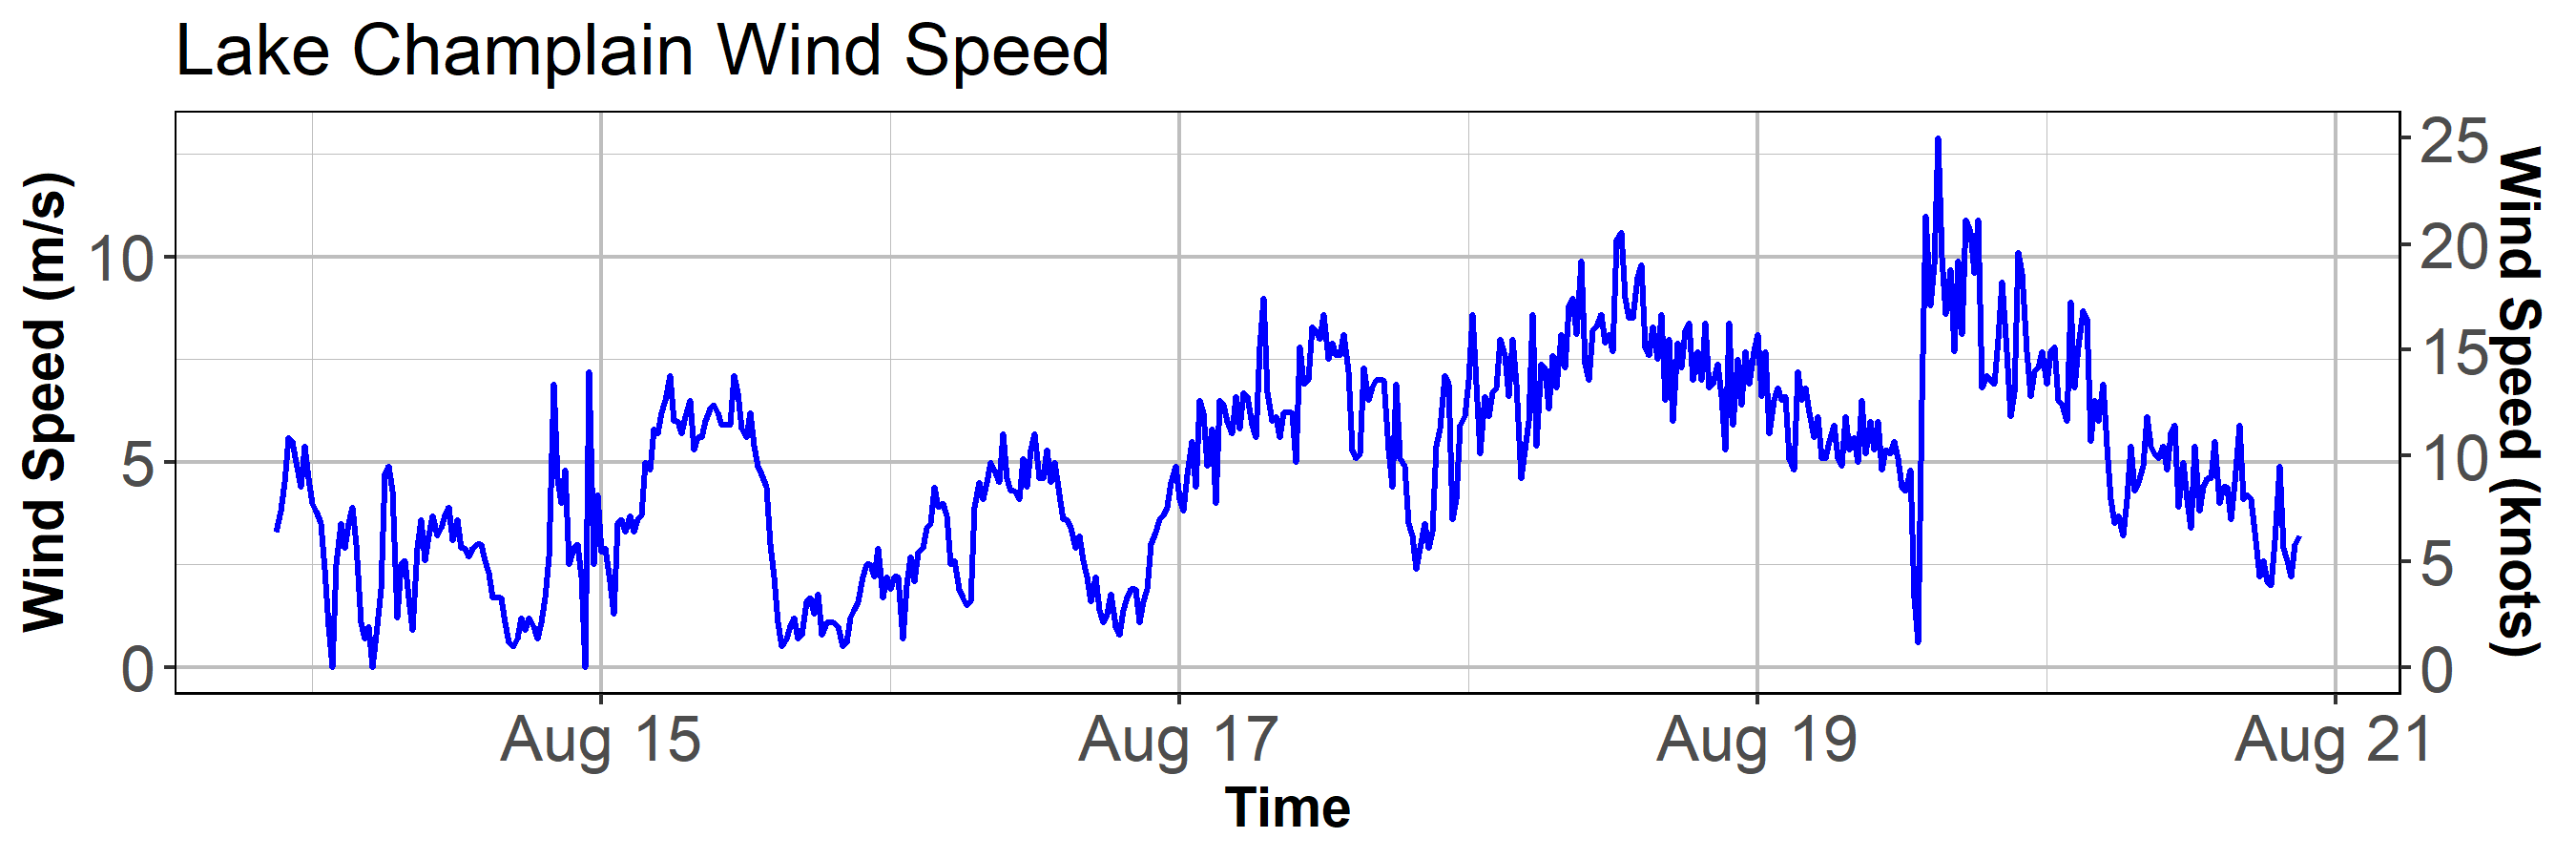 Lake Champlain Wind Speed
Wind Speed (m/s)
10
5
0
25
20
15
10
5
0
Wind Speed (knots)
Aug 15
Aug 17
Aug 19
Aug 21
Time